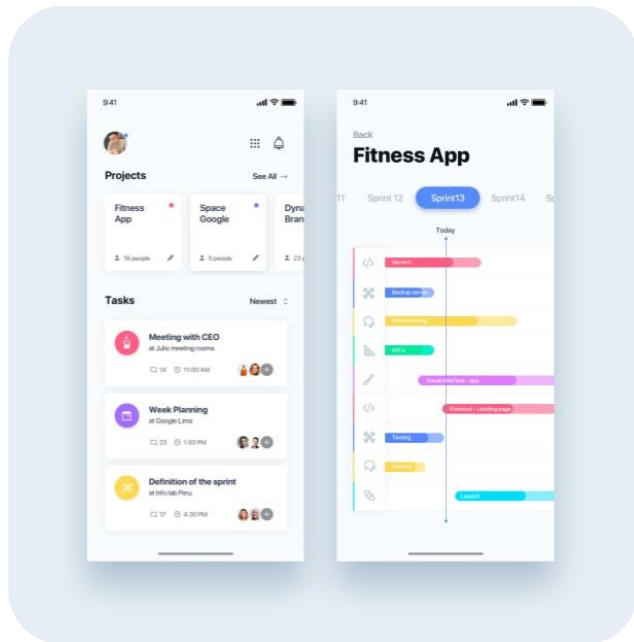 9:41
Projects
See All →
Fitness
App
Space
Google
Dyna
Bran
16 people
5 people
23
Tasks
Newest
Meeting with CEO
at Julio meeting rooms.
14
11:00 AM
Week Planning
at Google Lima
23
1:00 PM
Definition of the sprint
at Info lab Peru
17
4:30 PM
9:41
Back
Fitness App
11
Sprint 12
Sprint13
Sprint14
Sp
Today
Servers
Backup server
Visual interface - app
Frontend - Landing page
Testing
Launch